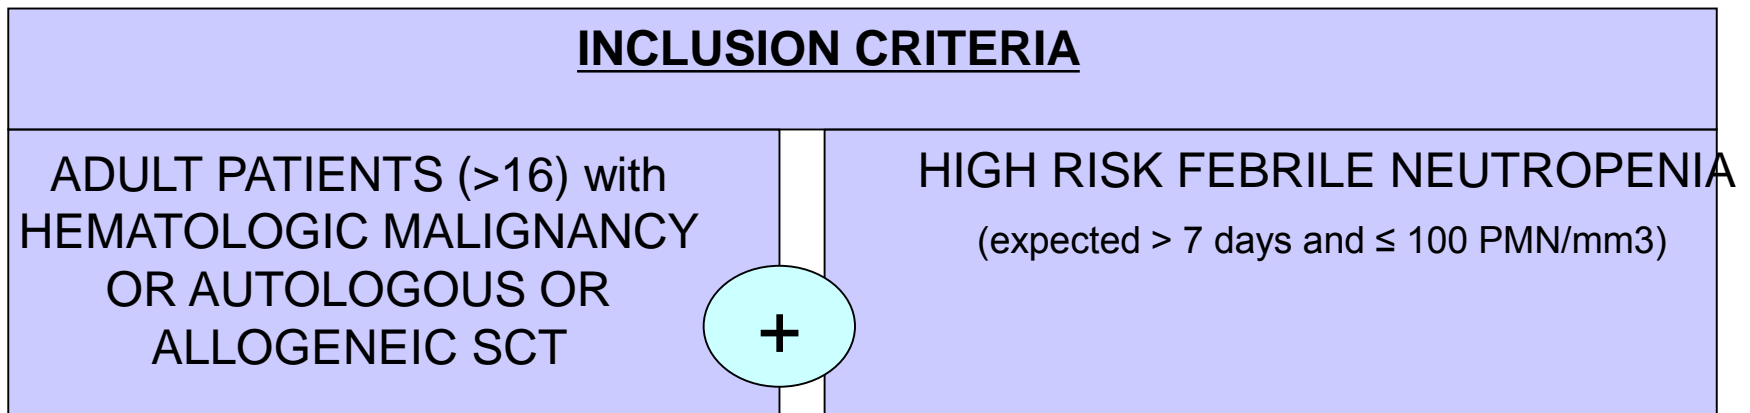 INCLUSION CRITERIA
ADULT PATIENTS (>16) with
HEMATOLOGIC MALIGNANCY
OR AUTOLOGOUS OR
ALLOGENEIC SCT
+
HIGH RISK FEBRILE NEUTROPENIA
(expected > 7 days and ≤ 100 PMN/mm3)